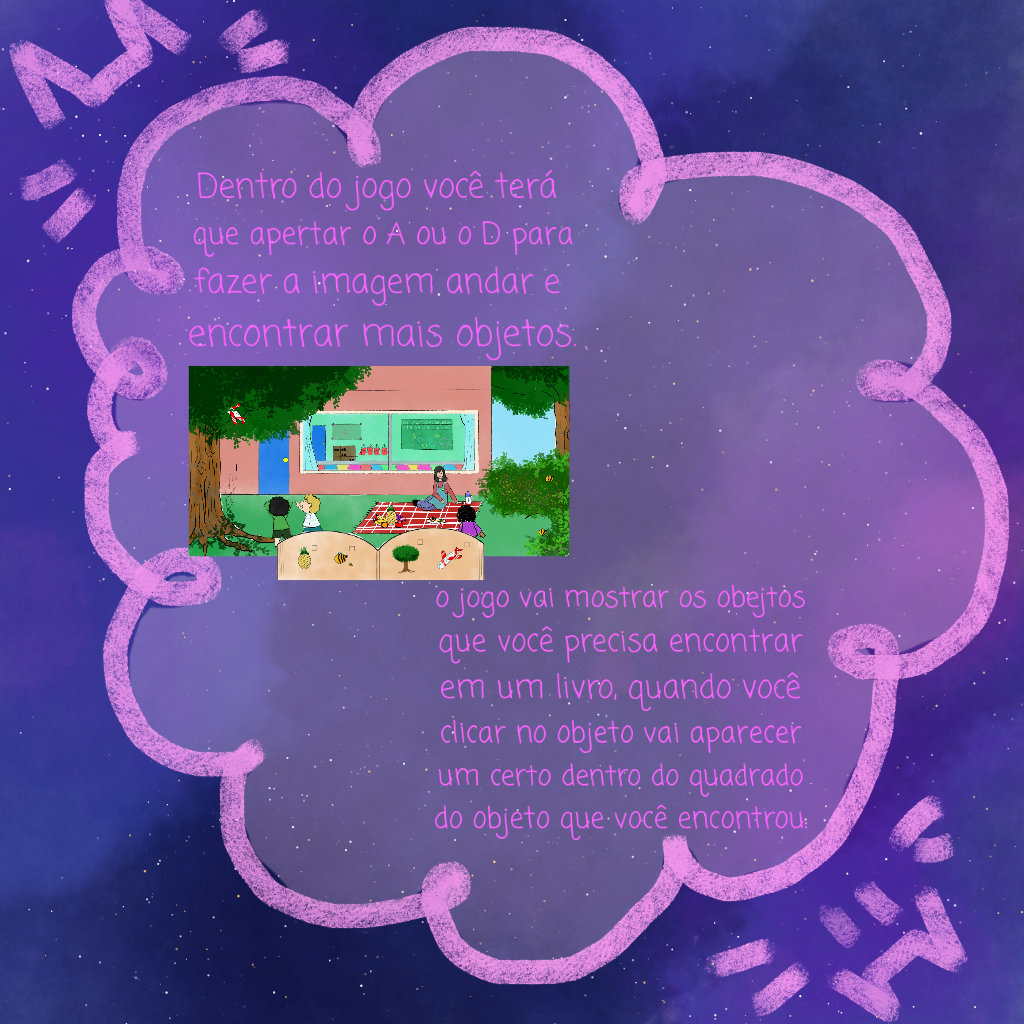 Dentro do jogo você terá
que apertar o A ou o D para
fazer a imagem andar e
encontrar mais objetos.
o jogo vai mostrar os obejtos
que você precisa encontrar
em um livro, quando você
clicar no objeto vai aparecer
um certo dentro do quadrado
do objeto que você encontrou.